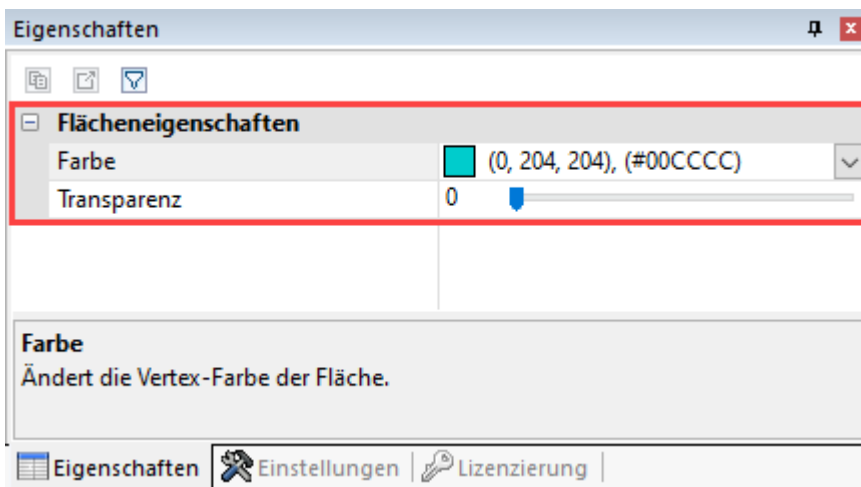 Eigenschaften
Flächeneigenschaften
Farbe (0, 204, 204), (#00CCCC)
Transparenz 0
Farbe
Ändert die Vertex-Farbe der Fläche.
Eigenschaften Einstellungen Lizenzierung